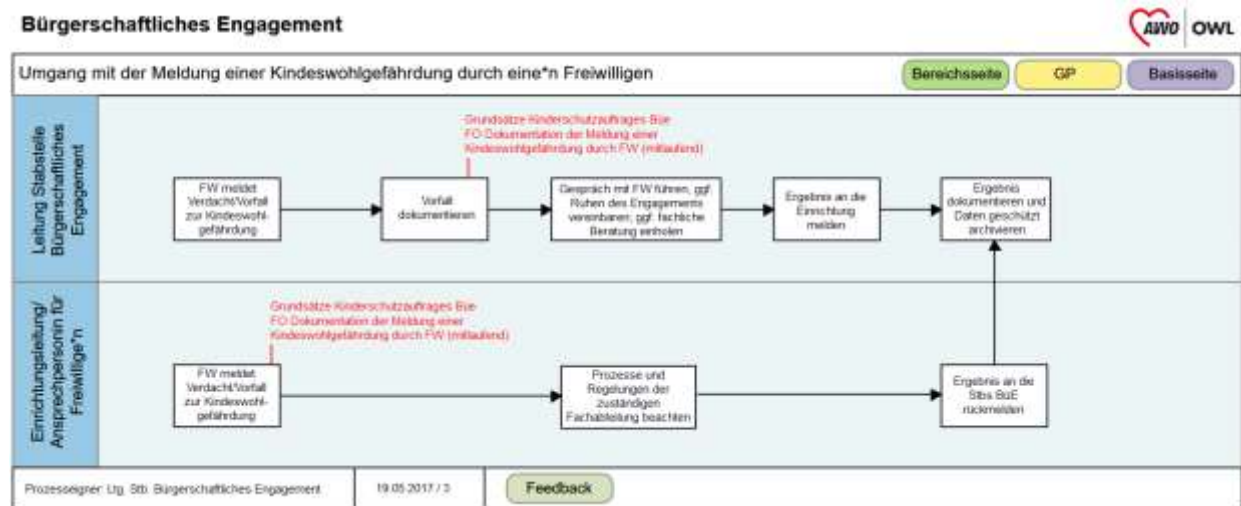 Bürgerschaftliches Engagement
AWO OWL
Umgang mit der Meldung einer Kindeswohlgefährdung durch eine*n Freiwilligen
Bereichsseite
GP
Basisseite
Leitung Stabstelle
Bürgerschaftliches
Engagement
Grundsätze Kinderschutzauftrages Büe
FO Dokumentation der Meldung einer
Kindeswohlgefährdung durch FW (mitlaufend)
FW meldet
Verdacht/Vorfall
zur Kindeswohl-
gefährdung
Vorfall
dokumentieren
Gespräch mit FW führen, ggf.
Ruhen des Engagements
vereinbaren, ggf. fachliche
Beratung einholen
Ergebnis an die
Einrichtung
melden
Ergebnis
dokumentieren und
Daten geschützt
archivieren
Einrichtungsleitung/
Ansprechpersonin für
Freiwillige*n
Grundsätze Kinderschutzauftrages Büe
FO Dokumentation der Meldung einer
Kindeswohlgefährdung durch FW (mitlaufend)
FW meldet
Verdacht/Vorfall
zur Kindeswohl-
gefährdung
Prozesse und
Regelungen der
zuständigen
Fachabteilung beachten
Ergebnis an die
Stbs BüE
rückmelden
Prozesseigner: Ltg. Stb. Bürgerschaftliches Engagement
19.05.2017 / 3
Feedback